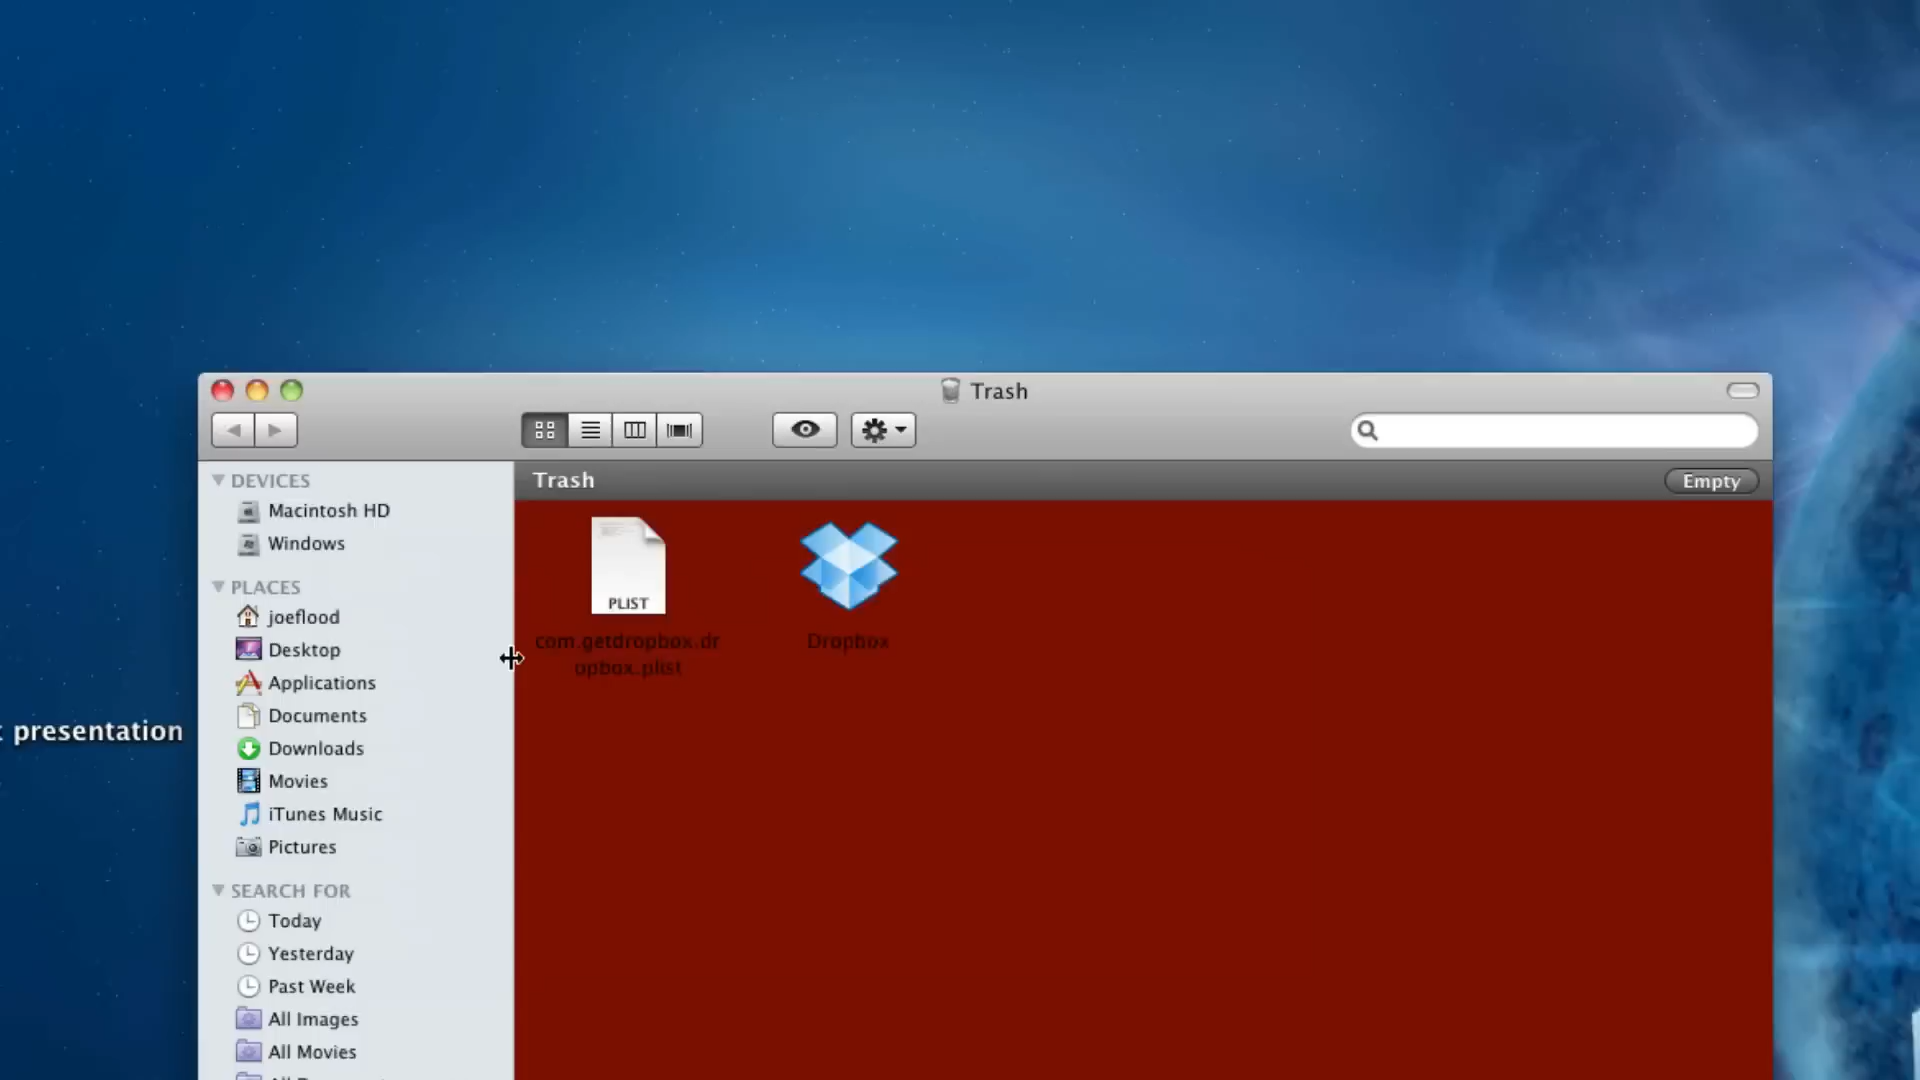 Trash
Trash
Empty
DEVICES
Macintosh HD
Windows
PLACES
joeflood
Desktop
Applications
Documents
Downloads
Movies
iTunes Music
Pictures
SEARCH FOR
Today
Yesterday
Past Week
All Images
All Movies
PLIST
com.getdropbox.dr
opbox.plist
Dropbox
presentation